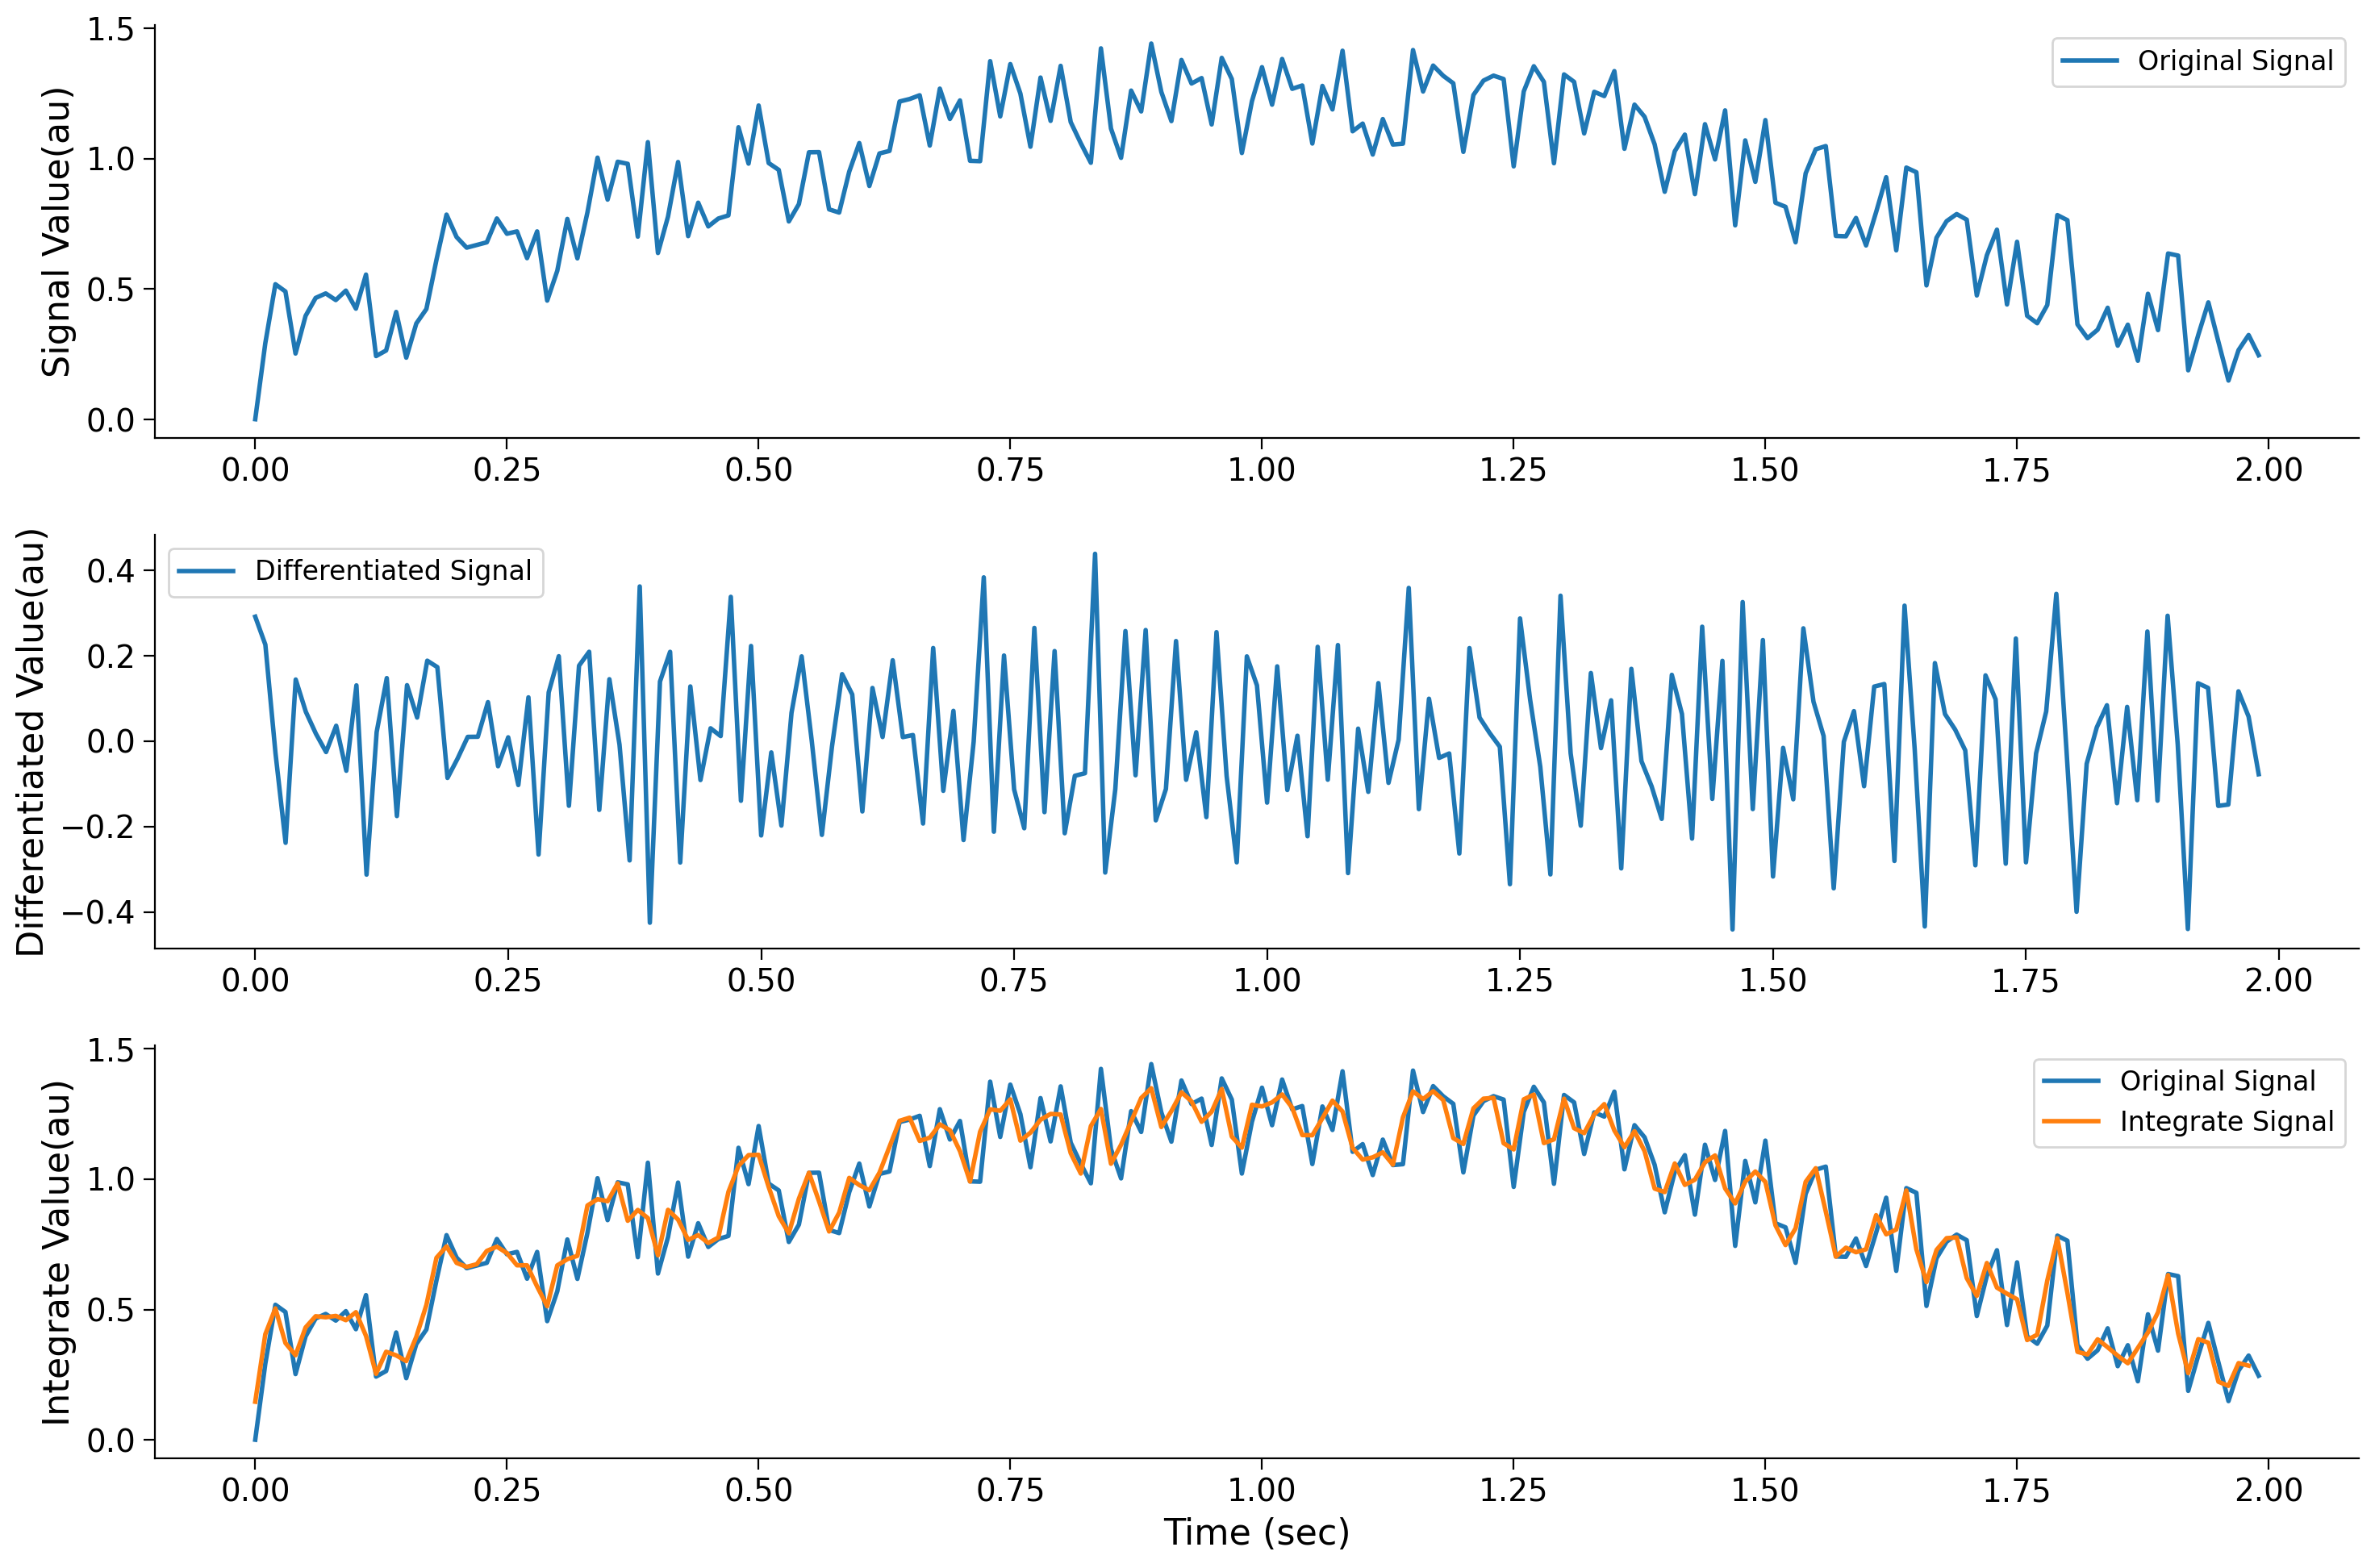 Signal Value(au)
1.5
1.0
0.5
0.0
Original Signal
0.00 0.25 0.50 0.75 1.00 1.25 1.50 1.75 2.00
Differentiated Value(au)
0.4
0.2
0.0
−0.2
−0.4
Differentiated Signal
0.00 0.25 0.50 0.75 1.00 1.25 1.50 1.75 2.00
Integrate Value(au)
1.5
1.0
0.5
0.0
Original Signal
Integrate Signal
0.00 0.25 0.50 0.75 1.00 1.25 1.50 1.75 2.00
Time (sec)